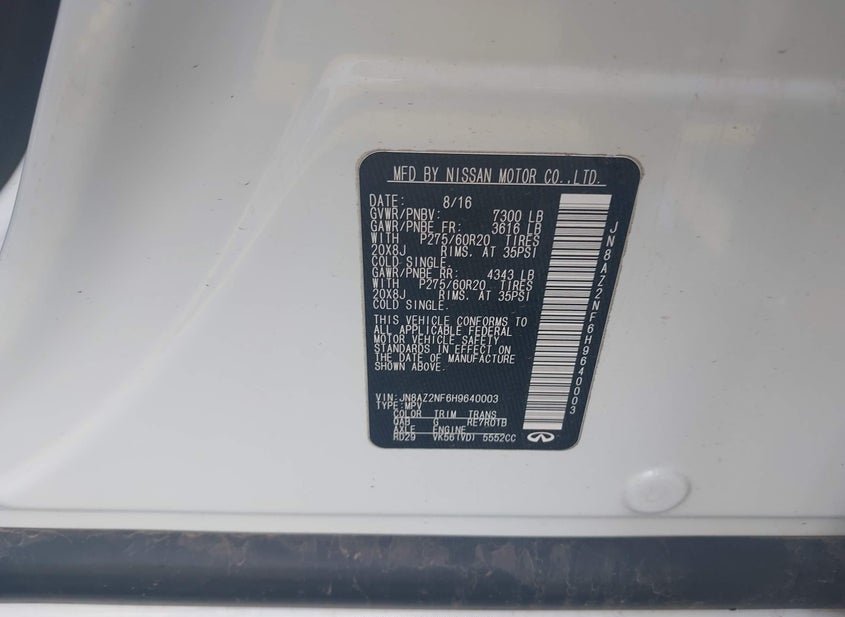 MFD BY NISSAN MOTOR CO.,LTD.
DATE: 8/16
GVWR/PNBV: 7300 LB
GAWR/PNBE FR: 3616 LB
WITH P275/60R20 TIRES
20X8J RIMS. AT 35PSI
COLD SINGLE.
GAWR/PNBE RR: 4343 LB
WITH P275/60R20 TIRES
20X8J RIMS. AT 35PSI
COLD SINGLE.
THIS VEHICLE CONFORMS TO
ALL APPLICABLE FEDERAL
MOTOR VEHICLE SAFETY
STANDARDS IN EFFECT ON
THE DATE OF MANUFACTURE
SHOWN ABOVE.
VIN:JN8AZ2NF6H9640003
TYPE:MPV
COLOR TRIM TRANS
QAB G RE7R01B
AXLE ENGINE
RD29 VK56(VD) 5552CC
JN8AZ2NF6H9640003